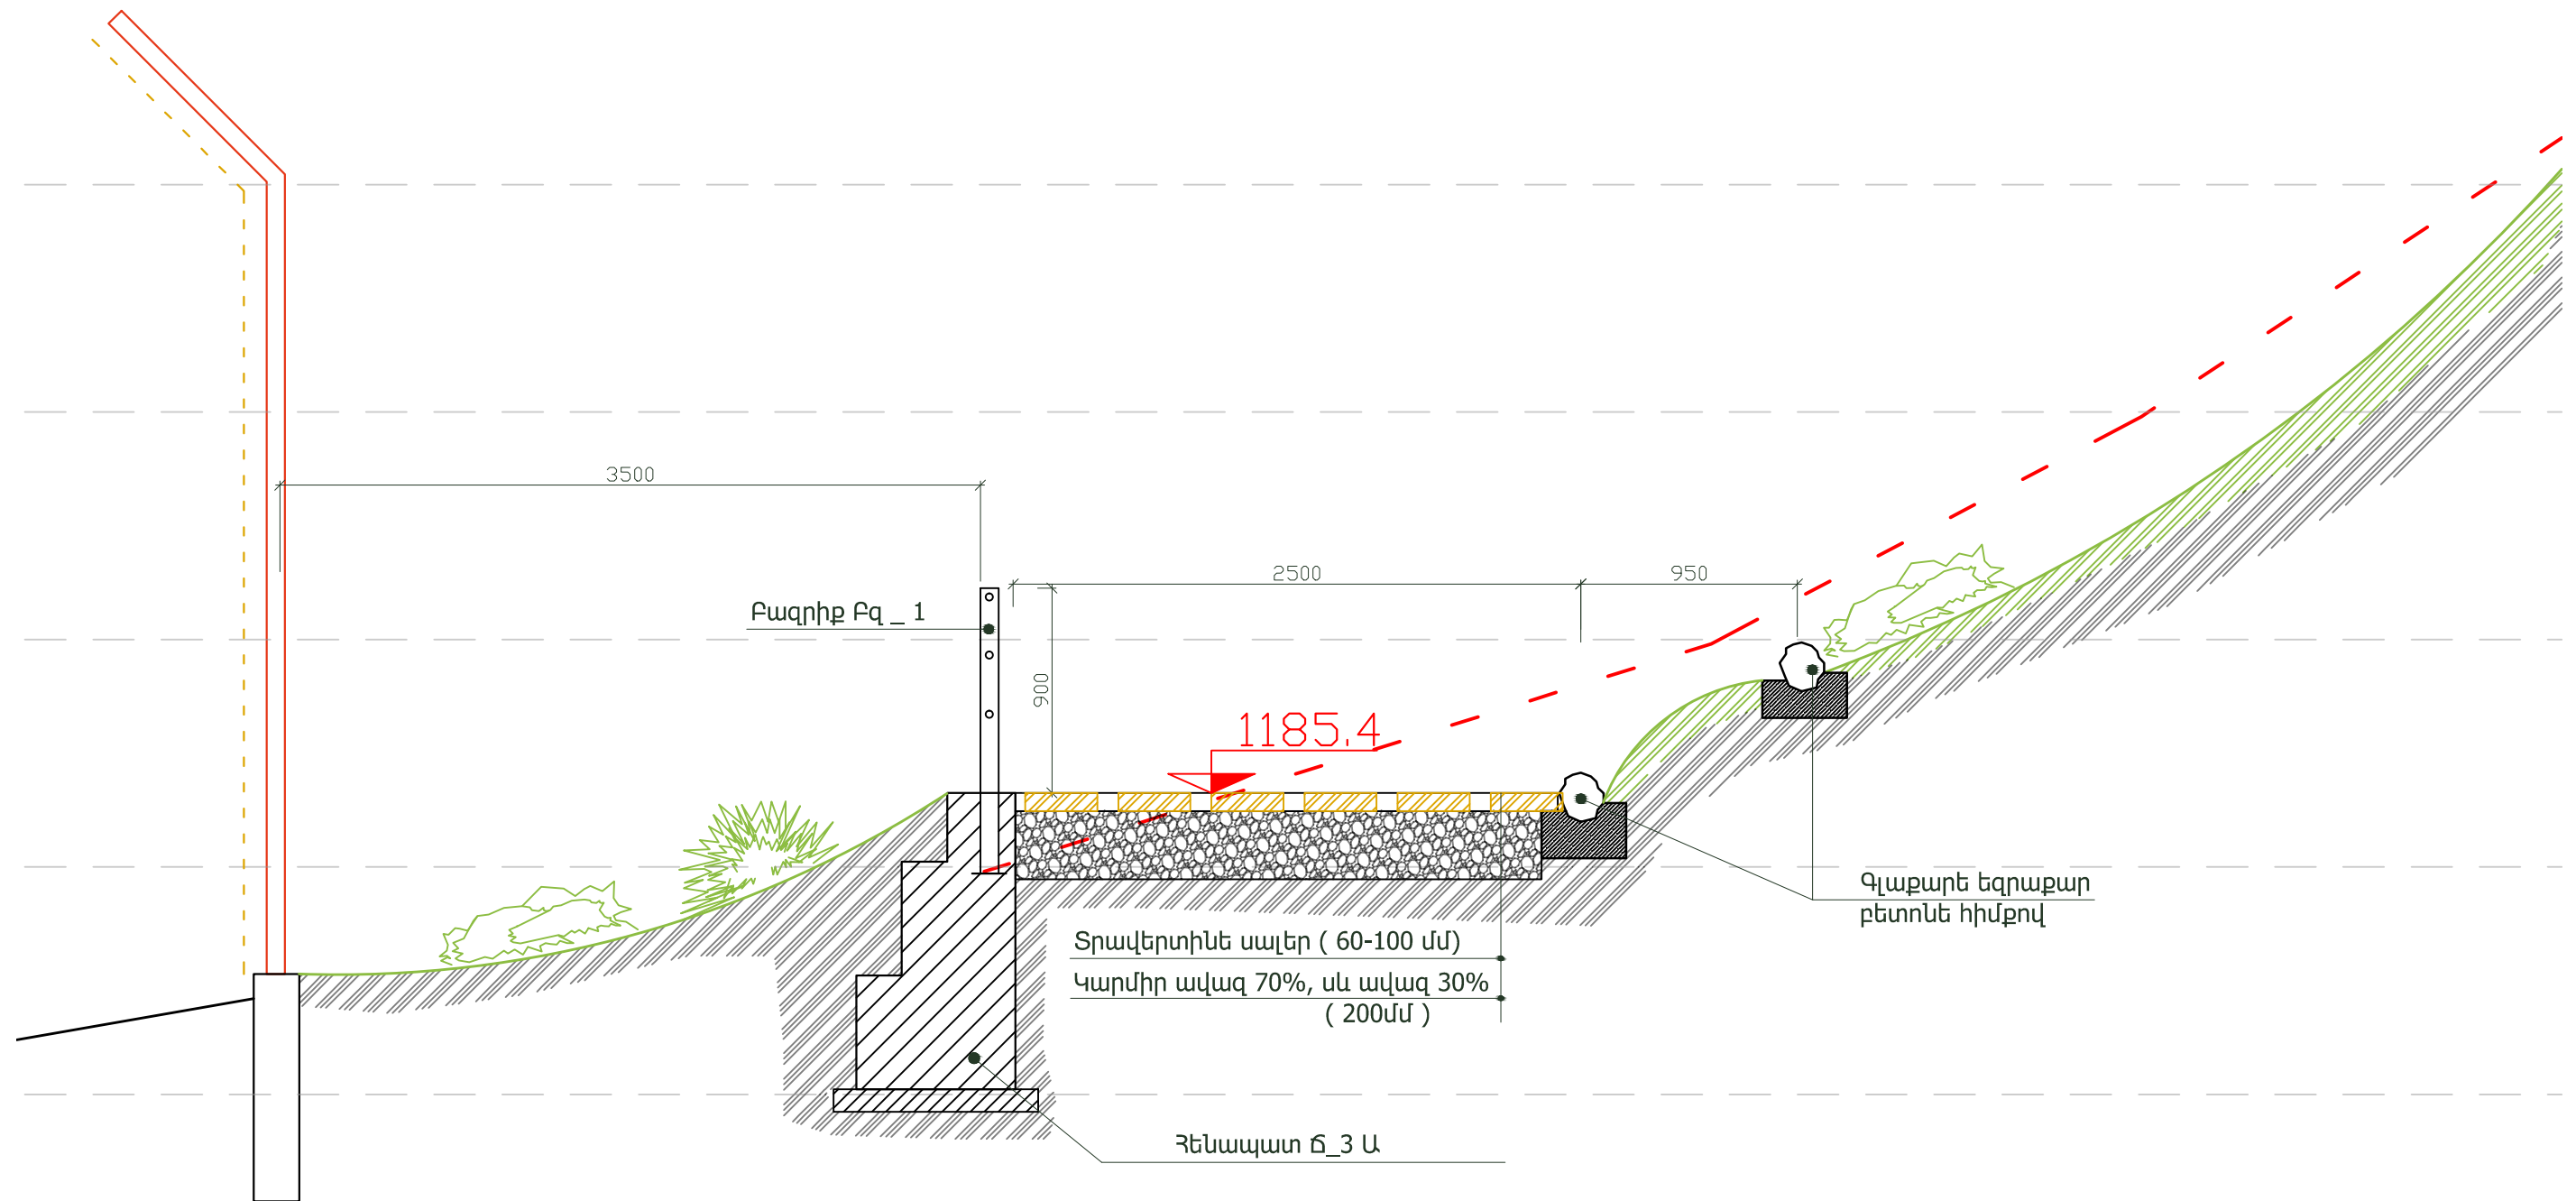 3500
2500
950
Բազրիք Բզ _ 1
900
1185.4
Գլաքարե եզրաքար
բետոնե հիմքով
Տրավերտինե սալեր ( 60-100 մմ)
Կարմիր ավազ 70%, սև ավազ 30%
( 200մմ )
Հենապատ Ճ_3 Ա